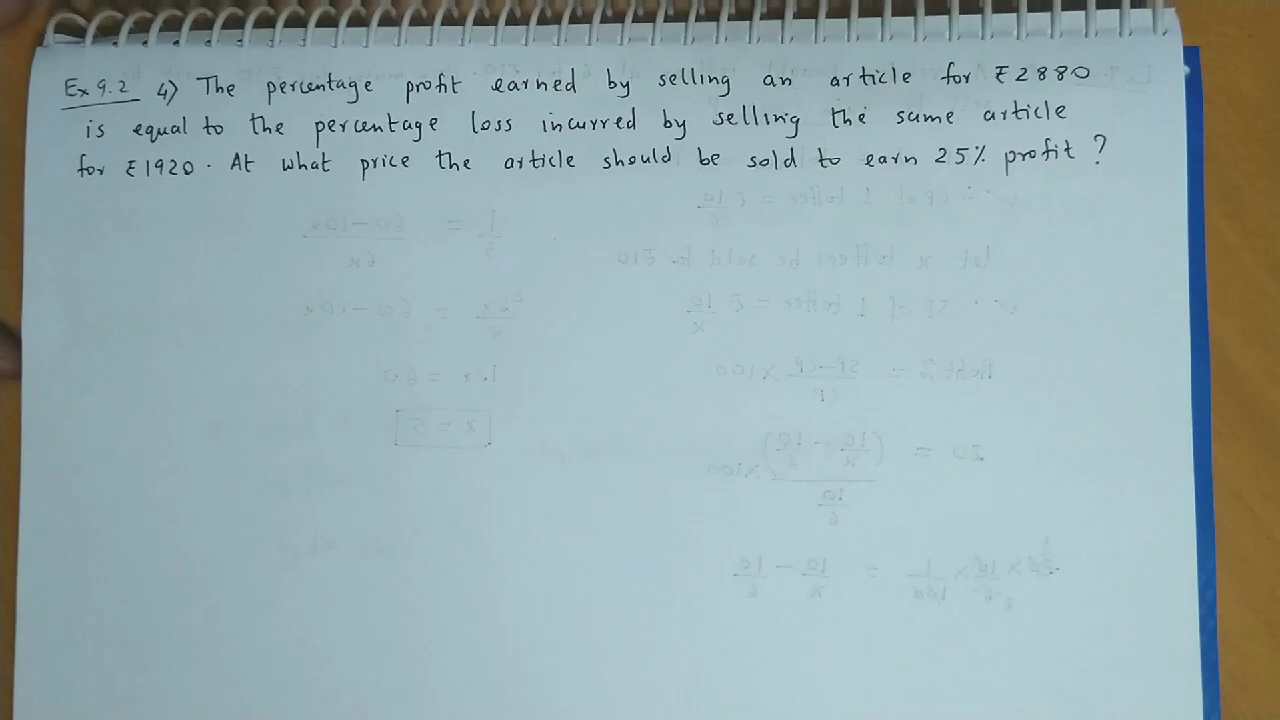 Ex 9.2 4) The percentage profit earned by selling an article for ₹2880
is equal to the percentage loss incurred by selling the same article
for ₹1920. At what price the article should be sold to earn 25% profit?